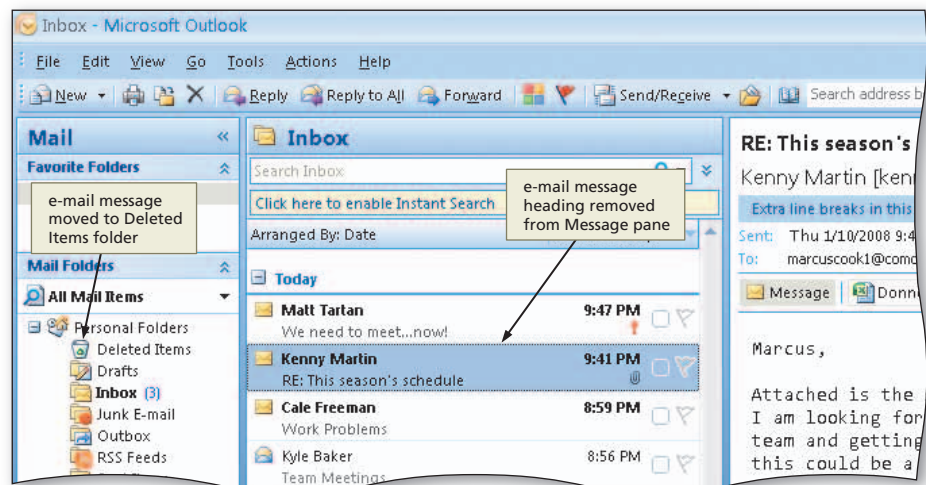 Inbox - Microsoft Outlook
File Edit View Go Tools Actions Help
New Reply Reply to All Forward Send/Receive Search address b
Mail
Favorite Folders
e-mail message
moved to Deleted
Items folder
Mail Folders
All Mail Items
Personal Folders
Deleted Items
Drafts
Inbox (3)
Junk E-mail
Outbox
RSS Feeds
Inbox
Search Inbox
Click here to enable Instant Search
e-mail message
heading removed
from Message pane
Arranged By: Date
Today
Matt Tartan 9:47 PM
We need to meet...now!
Kenny Martin 9:41 PM
RE: This season's schedule
Cale Freeman 8:59 PM
Work Problems
Kyle Baker 8:56 PM
Team Meetings
RE: This season's
Kenny Martin [ken
Extra line breaks in this
Sent: Thu 1/10/2008 9:4
To: marcuscook1@comc
Message Donn
Marcus,
Attached is the
I am looking for
team and getting
this could be a